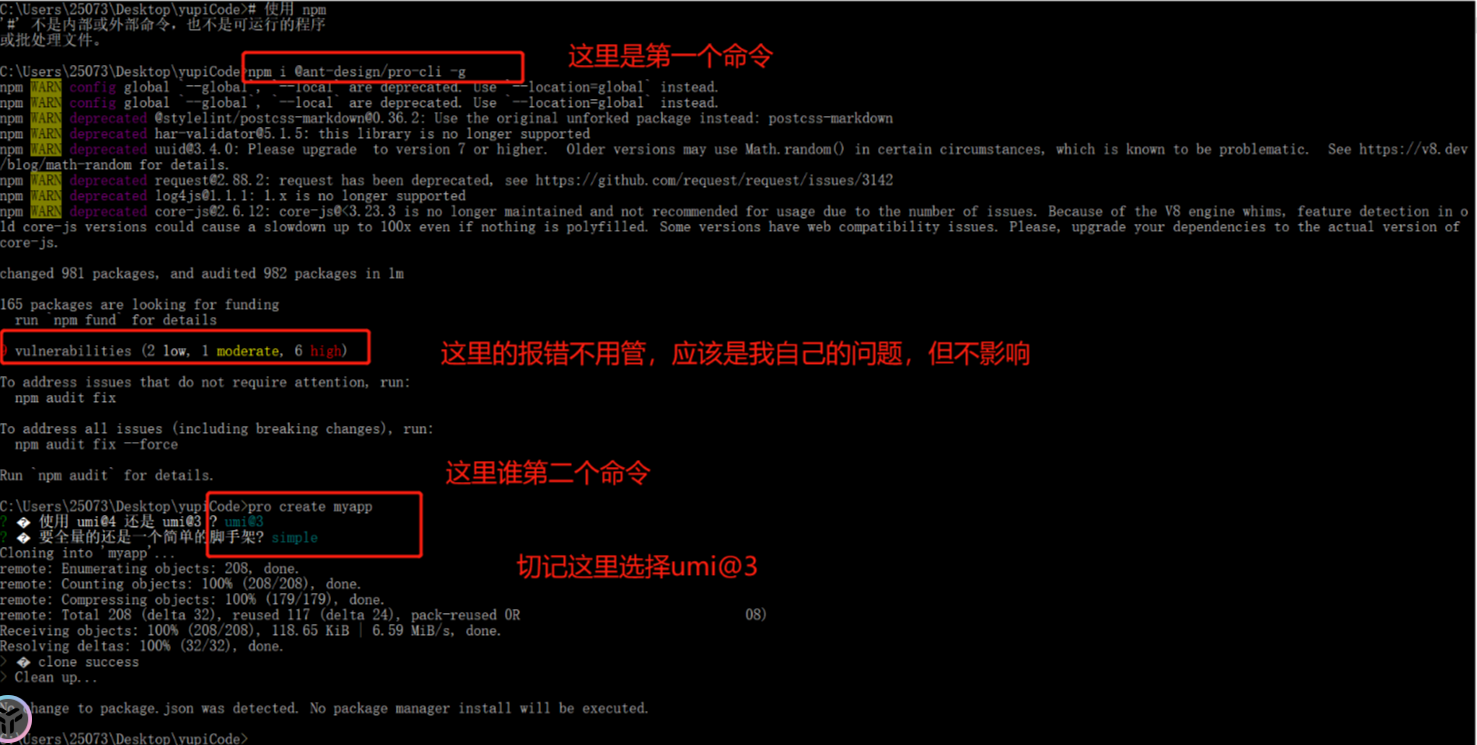 C:\Users\25073\Desktop\yupiCode># 使用 npm
'#' 不是内部或外部命令，也不是可运行的程序
或批处理文件。
这里是第一个命令
C:\Users\25073\Desktop\yupiCode>npm i @ant-design/pro-cli -g
npm WARN config global `--global`, `--local` are deprecated. Use `--location=global` instead.
npm WARN config global `--global`, `--local` are deprecated. Use `--location=global` instead.
npm WARN deprecated @stylelint/postcss-markdown@0.36.2: Use the original unforked package instead: postcss-markdown
npm WARN deprecated har-validator@5.1.5: this library is no longer supported
npm WARN deprecated uuid@3.4.0: Please upgrade  to version 7 or higher.  Older versions may use Math.random() in certain circumstances, which is known to be problematic.  See https://v8.dev
/blog/math-random for details.
npm WARN deprecated request@2.88.2: request has been deprecated, see https://github.com/request/request/issues/3142
npm WARN deprecated log4js@1.1.1: 1.x is no longer supported
npm WARN deprecated core-js@2.6.12: core-js@<3.23.3 is no longer maintained and not recommended for usage due to the number of issues. Because of the V8 engine whims, feature detection in o
ld core-js versions could cause a slowdown up to 100x even if nothing is polyfilled. Some versions have web compatibility issues. Please, upgrade your dependencies to the actual version of
core-js.
changed 981 packages, and audited 982 packages in 1m
165 packages are looking for funding
run `npm fund` for details
vulnerabilities (2 low, 1 moderate, 6 high)
这里的报错不用管，应该是我自己的问题，但不影响
To address issues that do not require attention, run:
npm audit fix
To address all issues (including breaking changes), run:
npm audit fix --force
Run `npm audit` for details.
这里谁第二个命令
C:\Users\25073\Desktop\yupiCode>pro create myapp
? � 使用 umi@4 还是 umi@3 ? umi@3
? � 要全量的还是一个简单的脚手架? simple
切记这里选择umi@3
Cloning into 'myapp'...
remote: Enumerating objects: 208, done.
remote: Counting objects: 100% (208/208), done.
remote: Compressing objects: 100% (179/179), done.
remote: Total 208 (delta 32), reused 117 (delta 24), pack-reused 0R 08)
Receiving objects: 100% (208/208), 118.65 KiB | 6.59 MiB/s, done.
Resolving deltas: 100% (32/32), done.
> � clone success
> Clean up...
No change to package.json was detected. No package manager install will be executed.
C:\Users\25073\Desktop\yupiCode>